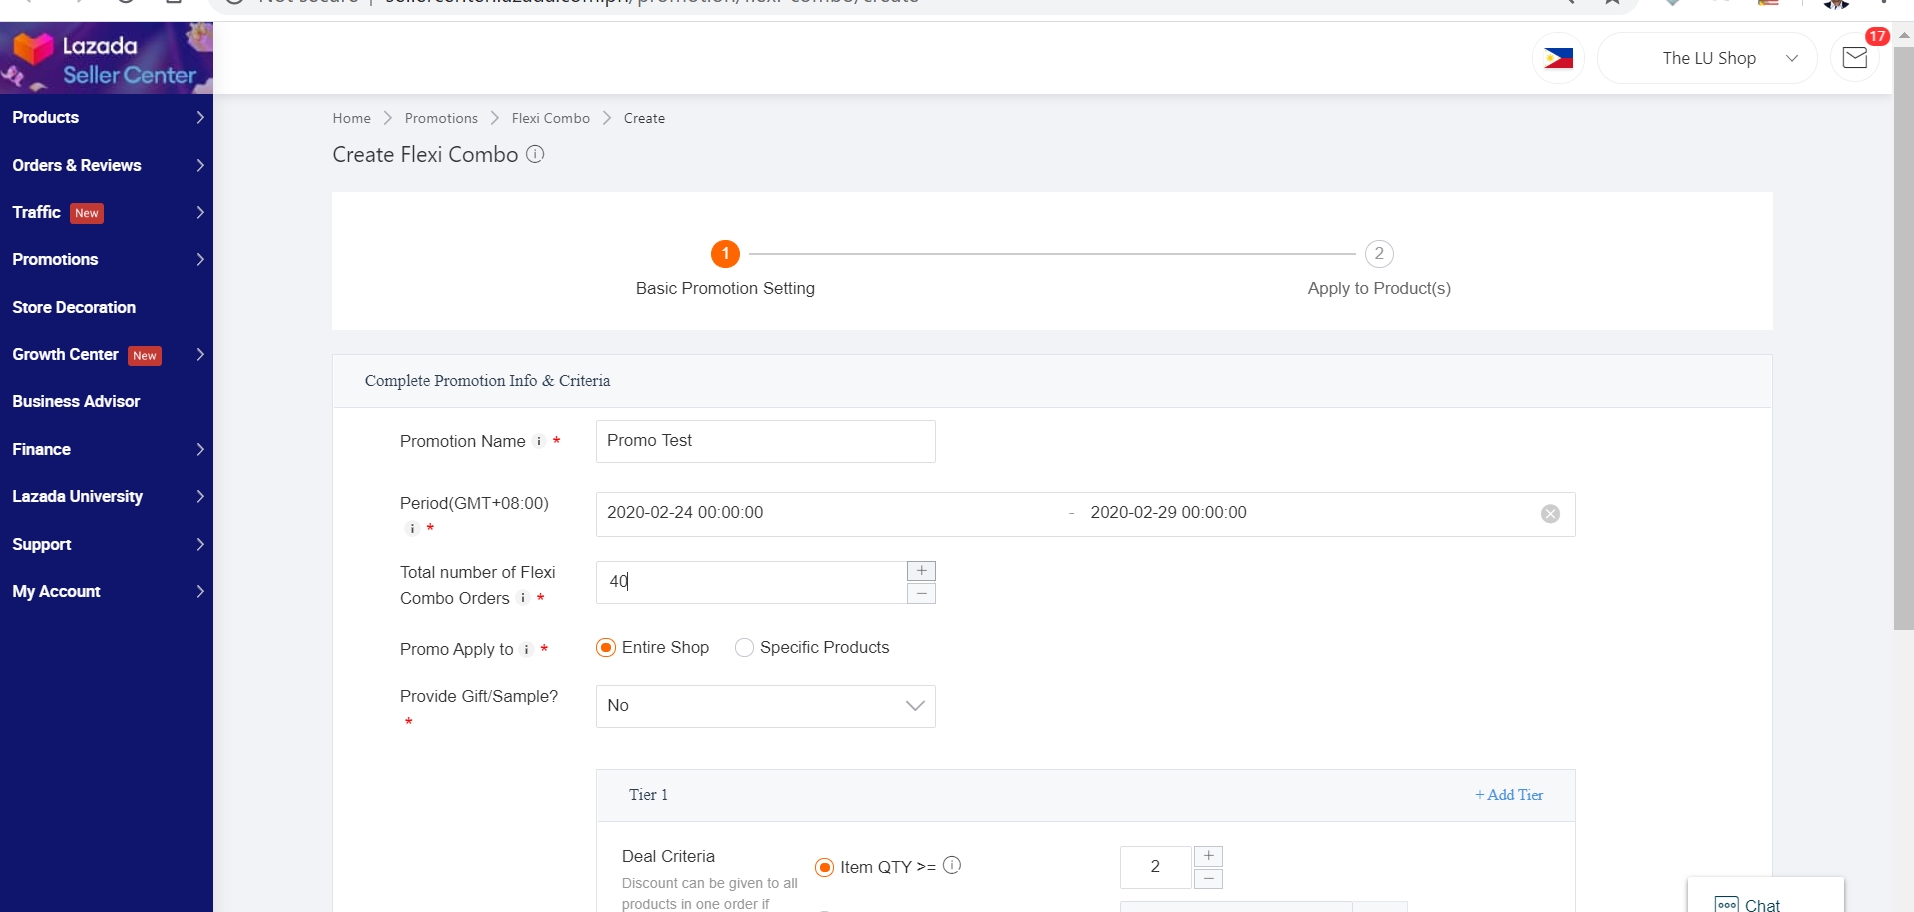 Lazada
Seller Center
The LU Shop
17
Products
Orders & Reviews
Traffic New
Promotions
Store Decoration
Growth Center New
Business Advisor
Finance
Lazada University
Support
My Account
Home > Promotions > Flexi Combo > Create
Create Flexi Combo
1
2
Basic Promotion Setting
Apply to Product(s)
Complete Promotion Info & Criteria
Promotion Name i *
Promo Test
Period(GMT+08:00)
i *
2020-02-24 00:00:00 - 2020-02-29 00:00:00
Total number of Flexi
Combo Orders i *
40
+
−
Promo Apply to i *
Entire Shop
Specific Products
Provide Gift/Sample?
*
No
Tier 1
+ Add Tier
Deal Criteria
Discount can be given to all
products in one order if
Item QTY >=
2
+
−
Chat